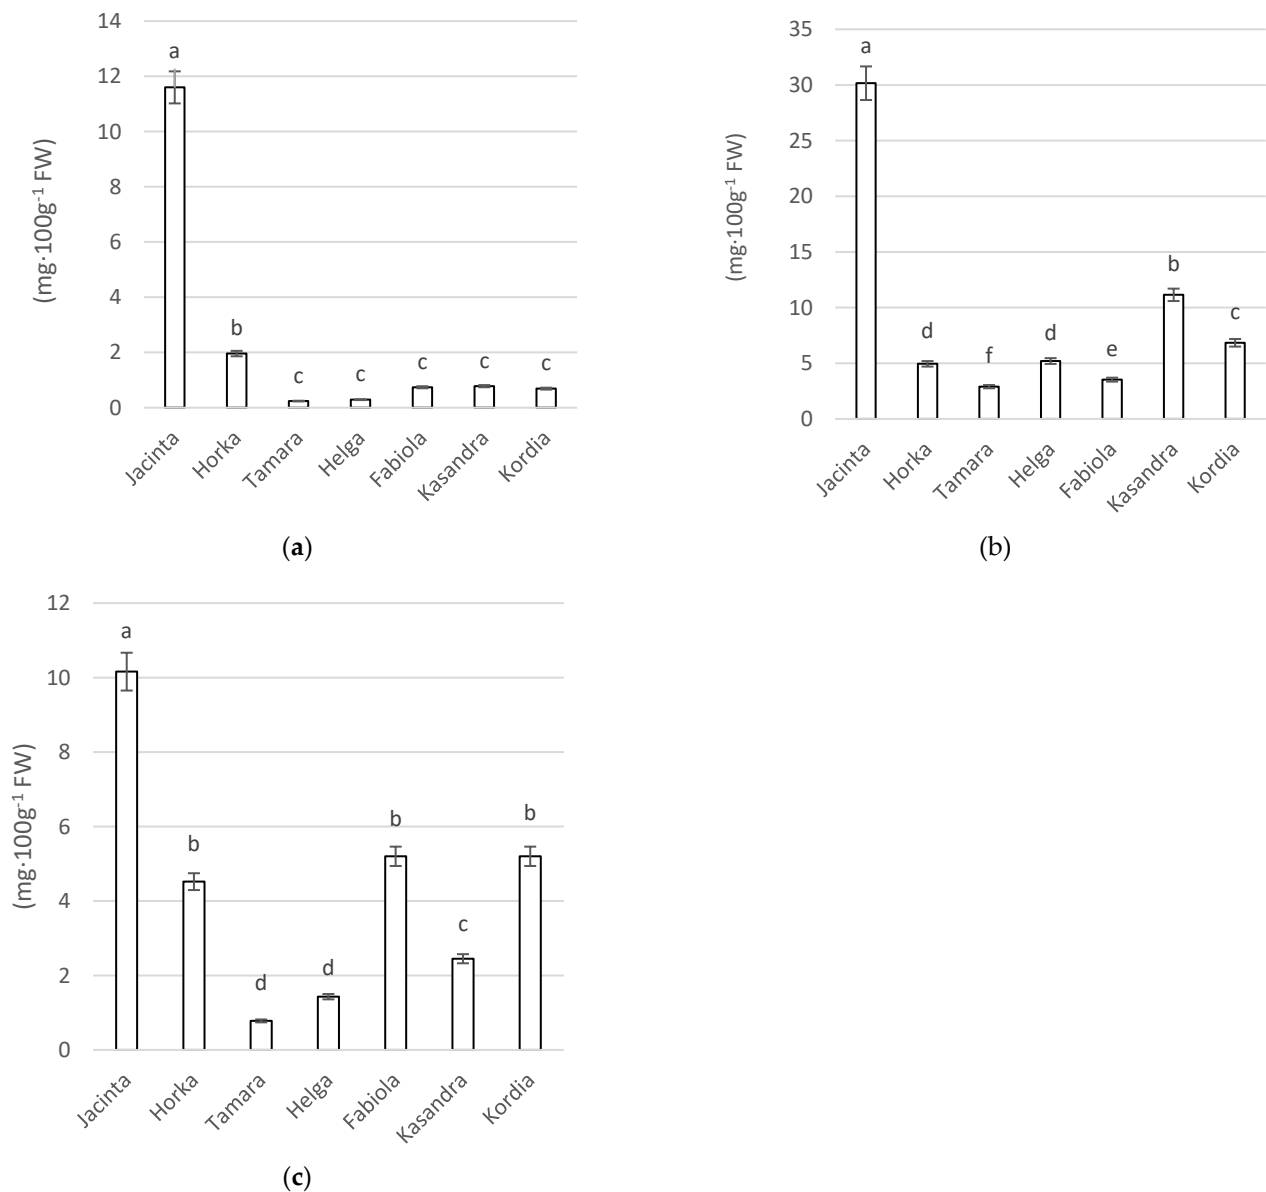 14
12
10
8
6
4
2
0
(mg·100g⁻¹ FW)
a
b
c
c
c
c
c
Jacinta
Horka
Tamara
Helga
Fabiola
Kasandra
Kordia
(a)
35
30
25
20
15
10
5
0
(mg·100g⁻¹ FW)
a
d
f
d
e
b
c
Jacinta
Horka
Tamara
Helga
Fabiola
Kasandra
Kordia
(b)
12
10
8
6
4
2
0
(mg·100g⁻¹ FW)
a
b
d
d
b
c
b
Jacinta
Horka
Tamara
Helga
Fabiola
Kasandra
Kordia
(c)